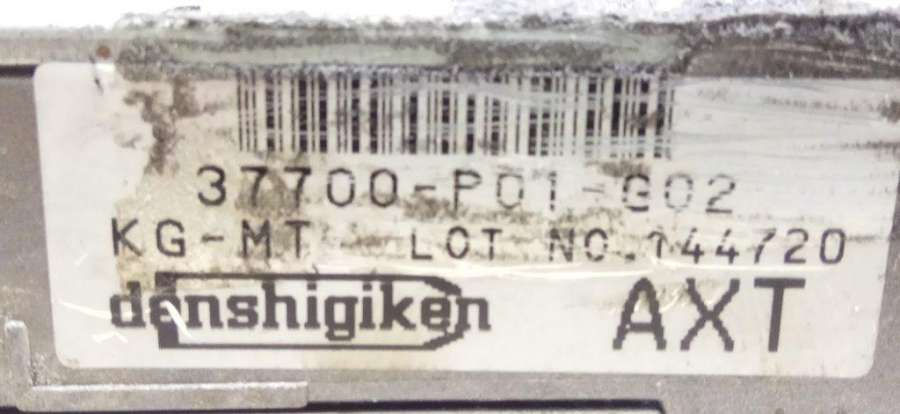 37700-P01-G02
KG-MT LOT NO.144720
denshigiken AXT